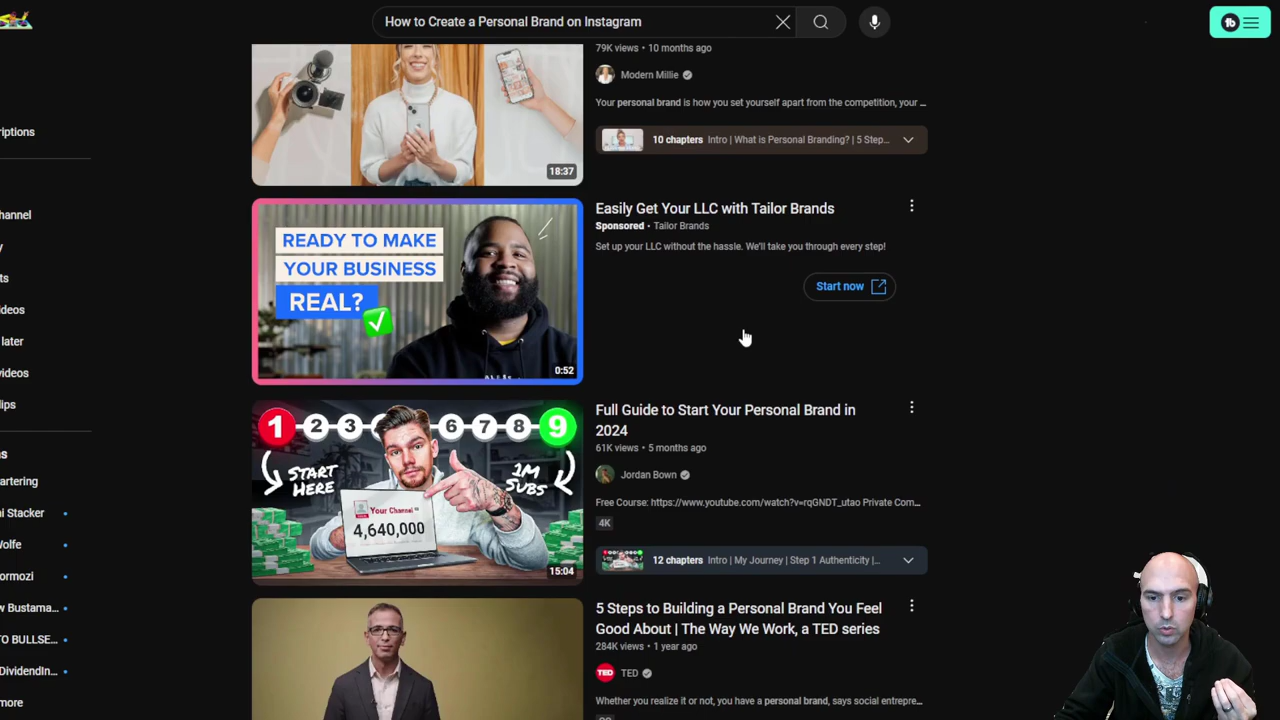 How to Create a Personal Brand on Instagram
tb
79K views • 10 months ago
Modern Millie
Your personal brand is how you set yourself apart from the competition, your ...
10 chapters Intro | What is Personal Branding? | 5 Step...
18:37
READY TO MAKE
YOUR BUSINESS
REAL?
0:52
Easily Get Your LLC with Tailor Brands
Sponsored • Tailor Brands
Set up your LLC without the hassle. We'll take you through every step!
Start now
1 2 3 6 7 8 9
START
HERE
1M
SUBS
Your Channel
4,640,000
15:04
Full Guide to Start Your Personal Brand in
2024
61K views • 5 months ago
Jordan Bown
Free Course: https://www.youtube.com/watch?v=rqGNDT_utao Private Com...
4K
12 chapters Intro | My Journey | Step 1 Authenticity |...
5 Steps to Building a Personal Brand You Feel
Good About | The Way We Work, a TED series
284K views • 1 year ago
TED TED
Whether you realize it or not, you have a personal brand, says social entrepre...
riptions
hannel
y
ts
ideos
later
videos
lips
s
artering
ni Stacker
Wolfe
ormozi
w Bustama...
TO BULLSE...
DividendIn...
more